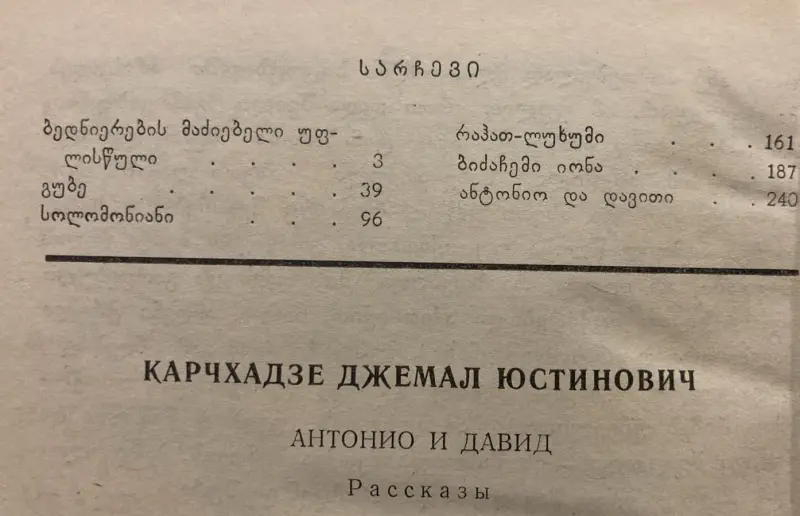 სარჩევი
ბედნიერების მაძიებელი უფ-
ლისწული . . . . 3
გუბე . . . . . 39
სოლომონიანი . . . 96
რაჰათ-ლუხუმი . . . 161
ბიძაჩემი იონა . . . . 187
ანტონიო და დავითი . . 240
КАРЧХАДЗЕ ДЖЕМАЛ ЮСТИНОВИЧ
АНТОНИО И ДАВИД
Рассказы